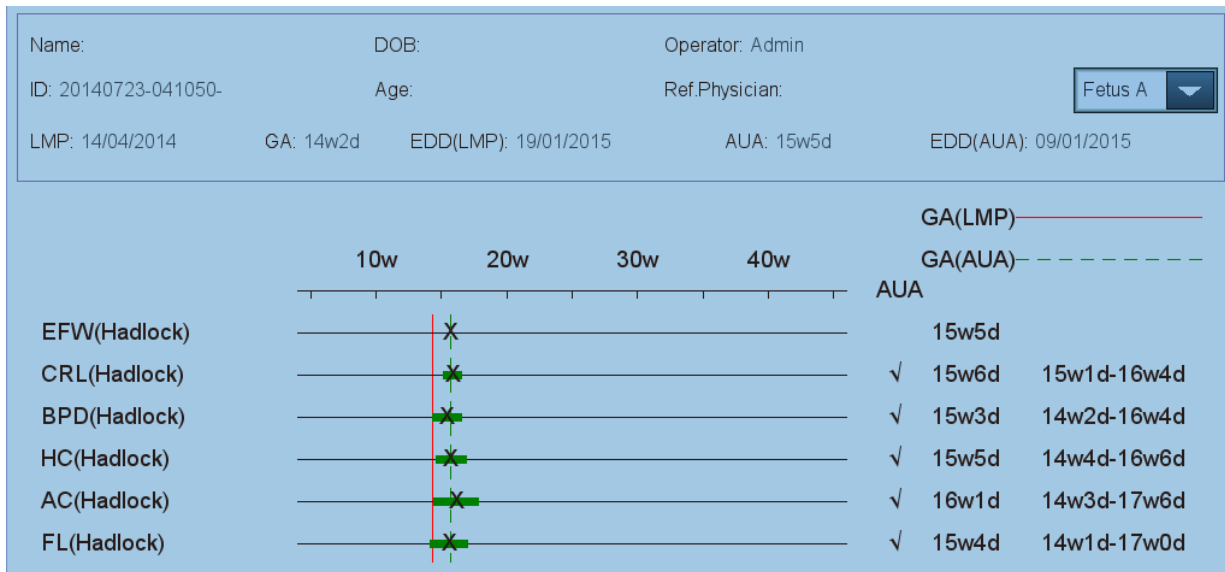 Name: DOB: Operator: Admin
ID: 20140723-041050- Age: Ref.Physician: Fetus A
LMP: 14/04/2014 GA: 14w2d EDD(LMP): 19/01/2015 AUA: 15w5d EDD(AUA): 09/01/2015
GA(LMP)
10w 20w 30w 40w GA(AUA)
AUA
EFW(Hadlock) X 15w5d
CRL(Hadlock) X √ 15w6d 15w1d-16w4d
BPD(Hadlock) X √ 15w3d 14w2d-16w4d
HC(Hadlock) X √ 15w5d 14w4d-16w6d
AC(Hadlock) X √ 16w1d 14w3d-17w6d
FL(Hadlock) X √ 15w4d 14w1d-17w0d